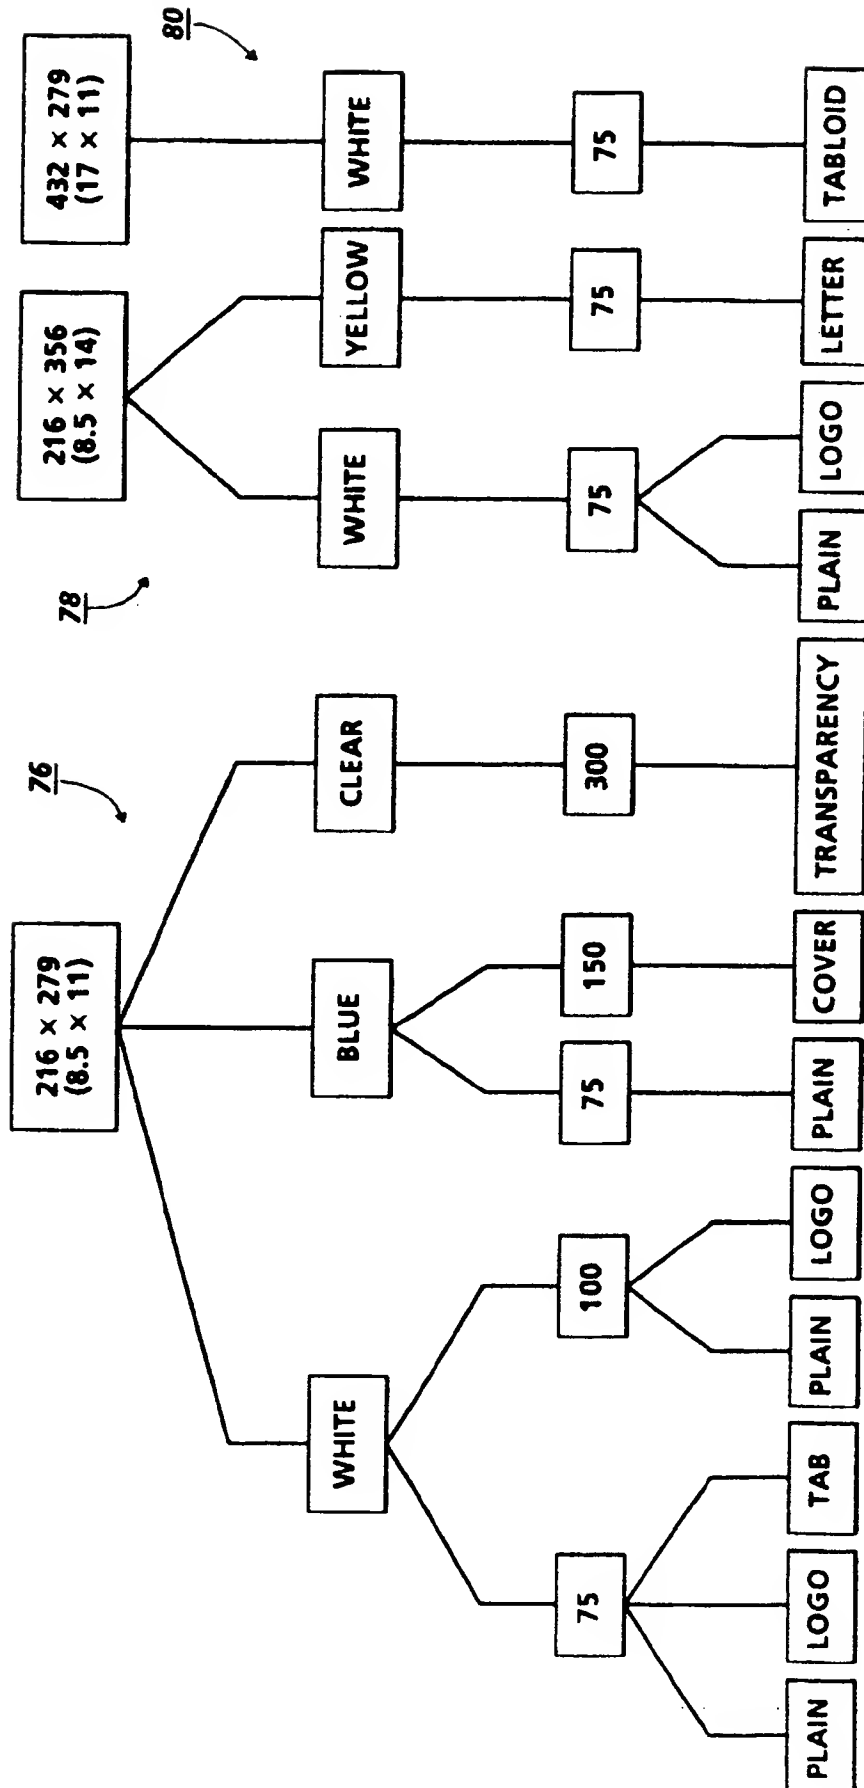 76
78
80
216 × 279
(8.5 × 11)
216 × 356
(8.5 × 14)
432 × 279
(17 × 11)
WHITE
BLUE
CLEAR
WHITE
YELLOW
WHITE
75
100
75
150
300
75
75
75
PLAIN
LOGO
TAB
PLAIN
LOGO
PLAIN
COVER
TRANSPARENCY
PLAIN
LOGO
LETTER
TABLOID